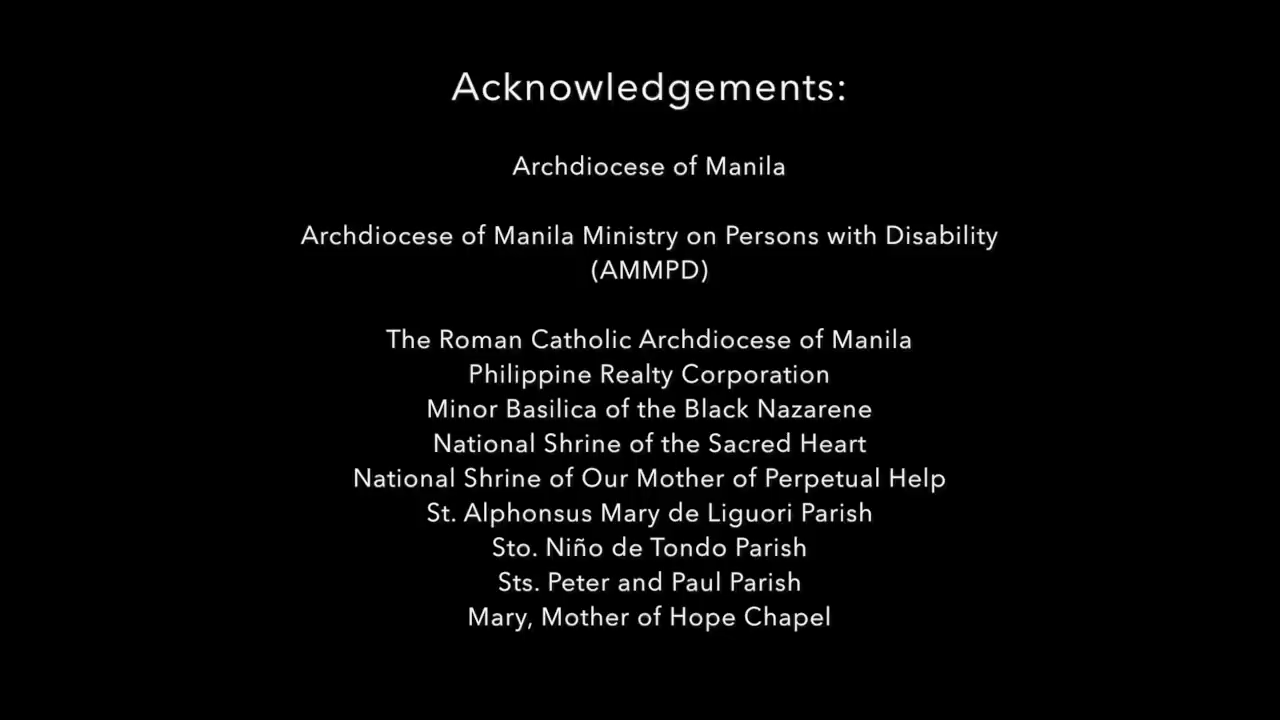 Acknowledgements:
Archdiocese of Manila
Archdiocese of Manila Ministry on Persons with Disability
(AMMPD)
The Roman Catholic Archdiocese of Manila
Philippine Realty Corporation
Minor Basilica of the Black Nazarene
National Shrine of the Sacred Heart
National Shrine of Our Mother of Perpetual Help
St. Alphonsus Mary de Liguori Parish
Sto. Niño de Tondo Parish
Sts. Peter and Paul Parish
Mary, Mother of Hope Chapel